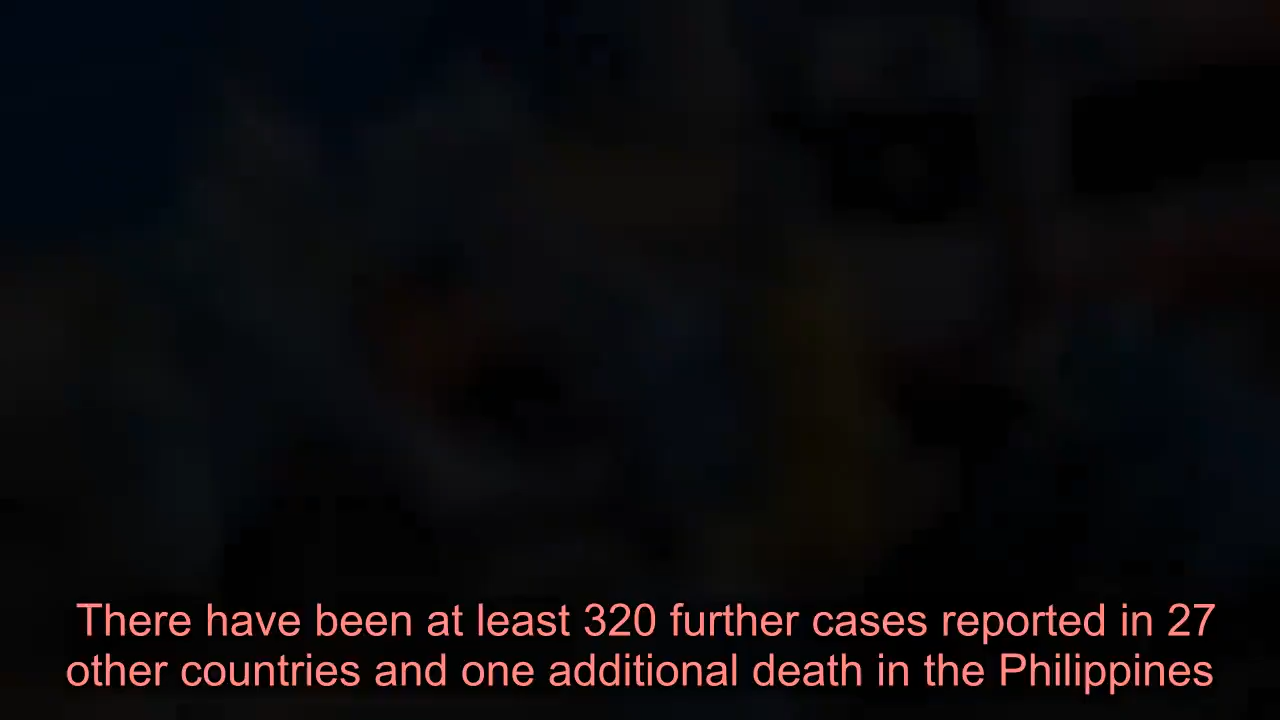 There have been at least 320 further cases reported in 27
other countries and one additional death in the Philippines